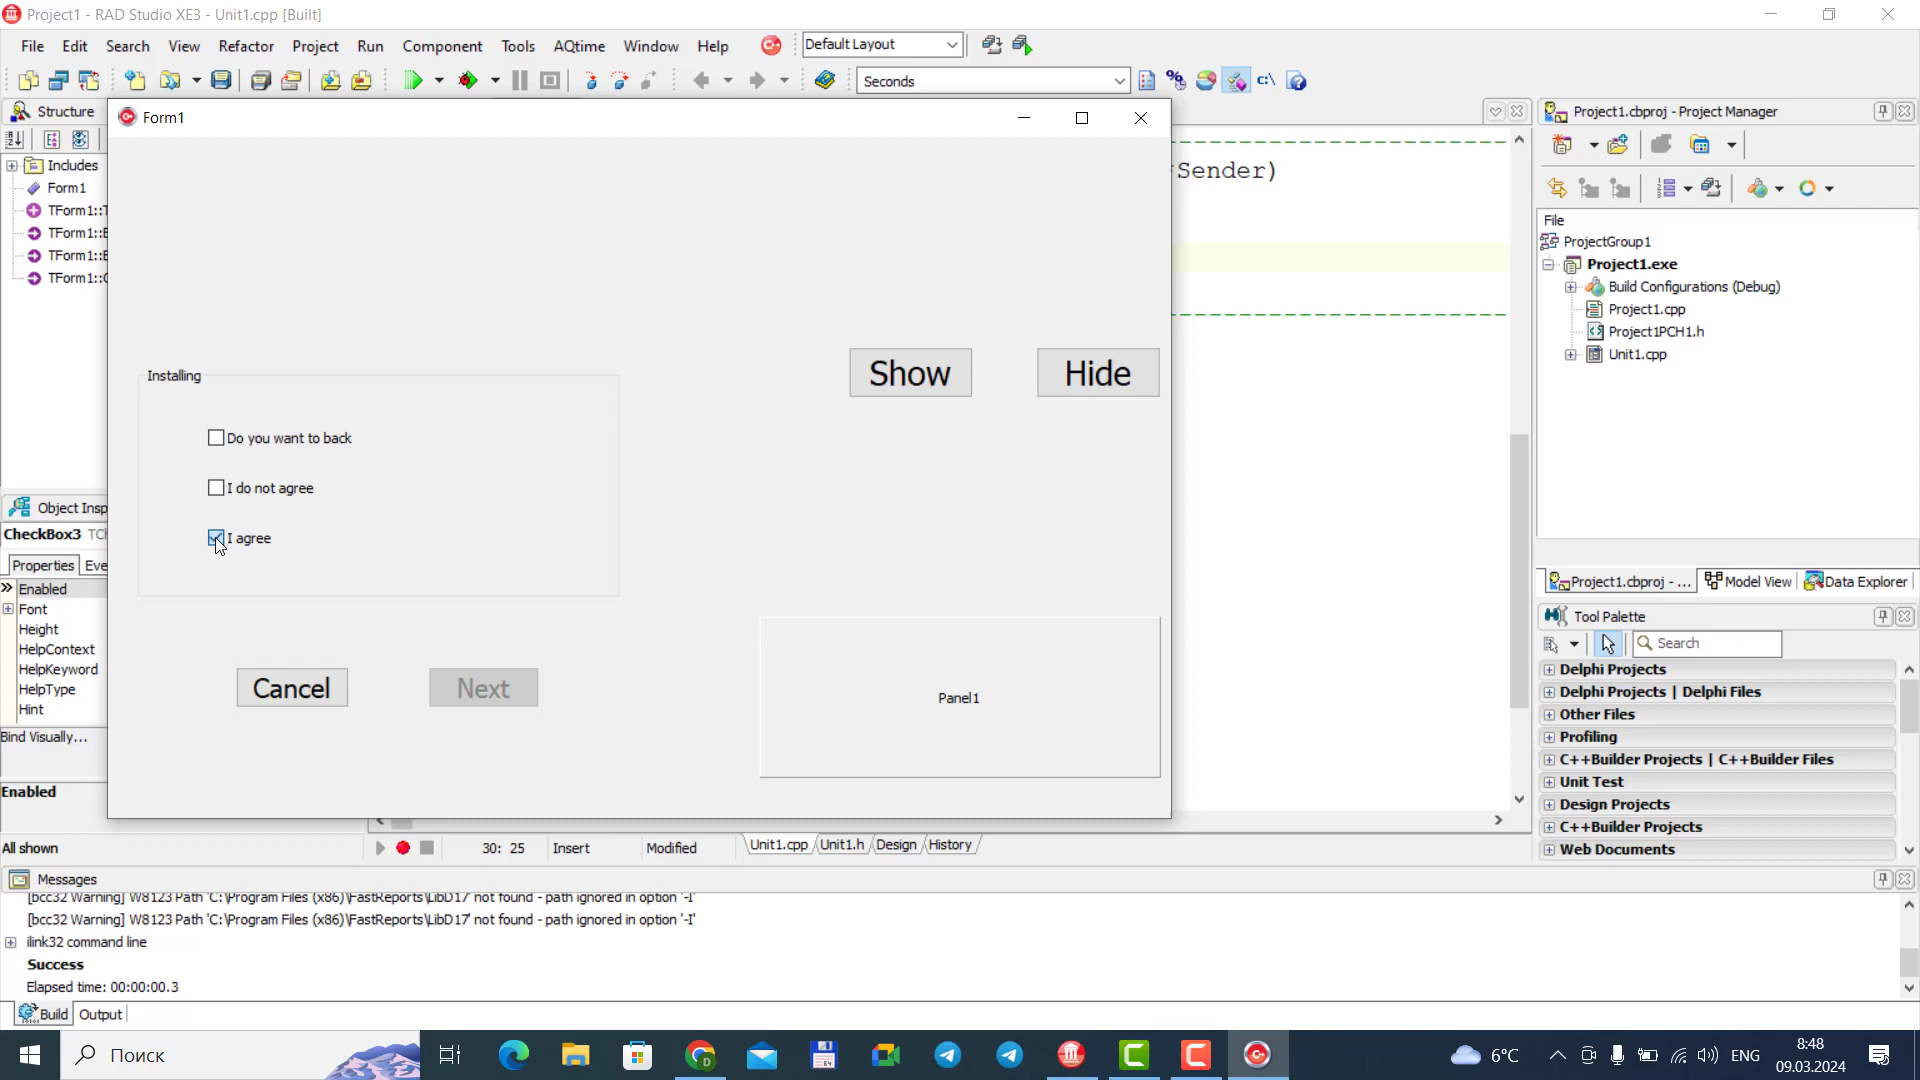 Project1 - RAD Studio XE3 - Unit1.cpp [Built]
File Edit Search View Refactor Project Run Component Tools AQtime Window Help
Default Layout
Seconds
c:\
Structure
Form1
Project1.cbproj - Project Manager
Includes
Form1
Sender)
File
ProjectGroup1
Project1.exe
Build Configurations (Debug)
Project1.cpp
Project1PCH1.h
Unit1.cpp
TForm1::
TForm1::
TForm1::
TForm1::
Show
Hide
Installing
Do you want to back
I do not agree
I agree
Object Insp
CheckBox3
Properties
Enabled
Font
Height
HelpContext
HelpKeyword
HelpType
Hint
Bind Visually...
Enabled
Cancel
Next
Panel1
Project1.cbproj - ...
Model View
Data Explorer
Tool Palette
Search
Delphi Projects
Delphi Projects | Delphi Files
Other Files
Profiling
C++Builder Projects | C++Builder Files
Unit Test
Design Projects
C++Builder Projects
Web Documents
All shown
30: 25
Insert
Modified
Unit1.cpp Unit1.h Design History
Messages
[bcc32 Warning] W8123 Path 'C:\Program Files (x86)\FastReports\LibD17' not found - path ignored in option '-I'
[bcc32 Warning] W8123 Path 'C:\Program Files (x86)\FastReports\LibD17' not found - path ignored in option '-I'
ilink32 command line
Success
Elapsed time: 00:00:00.3
Build Output
Поиск
6°C
ENG
8:48
09.03.2024